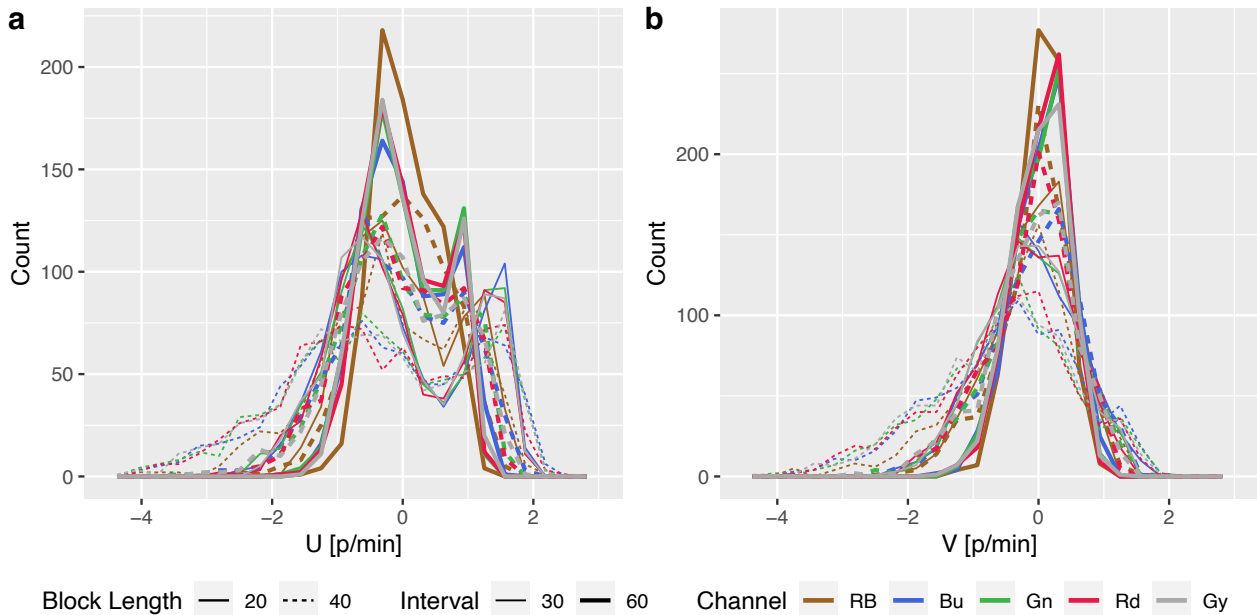 a
b
200
150
100
50
0
Count
−4
−2
0
2
U [p/min]
200
100
0
Count
−4
−2
0
2
V [p/min]
Block Length 20 40 Interval 30 60 Channel RB Bu Gn Rd Gy